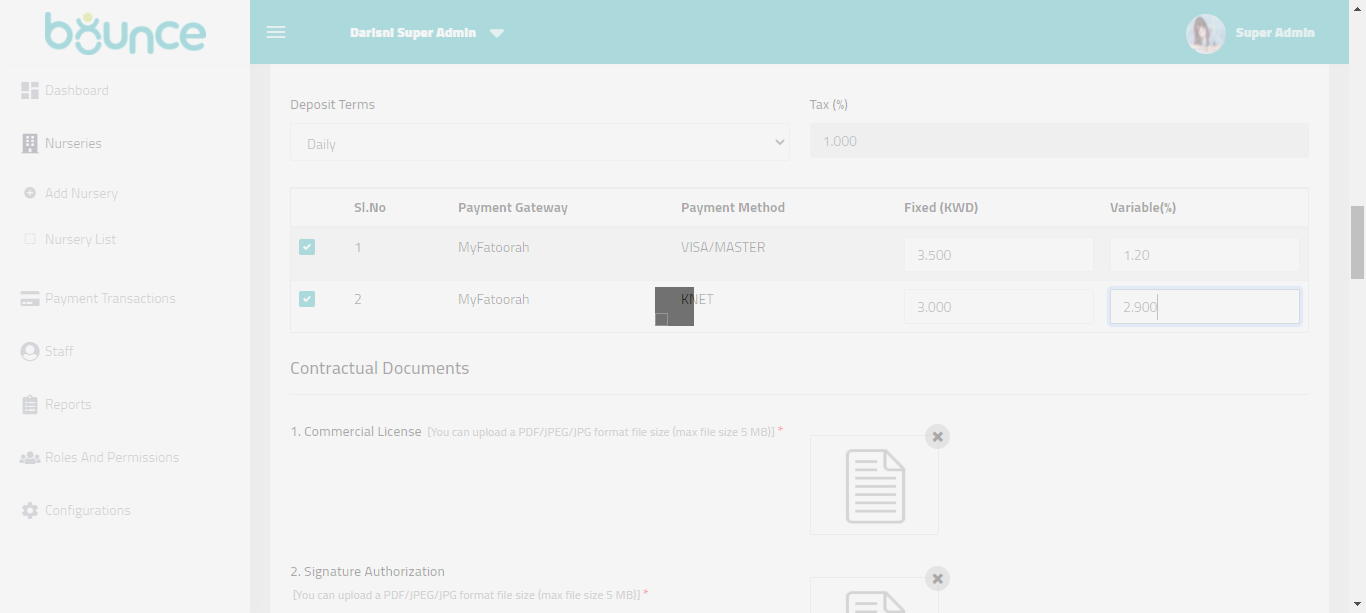 bounce
Darisni Super Admin
Super Admin
Dashboard
Nurseries
Add Nursery
Nursery List
Payment Transactions
Staff
Reports
Roles And Permissions
Configurations
Deposit Terms
Tax (%)
Daily
1.000
Sl.No Payment Gateway Payment Method Fixed (KWD) Variable(%)
1 MyFatoorah VISA/MASTER 3.500 1.20
2 MyFatoorah KNET 3.000 2.900
Contractual Documents
1. Commercial License [You can upload a PDF/JPEG/JPG format file size (max file size 5 MB)] *
2. Signature Authorization
[You can upload a PDF/JPEG/JPG format file size (max file size 5 MB)] *